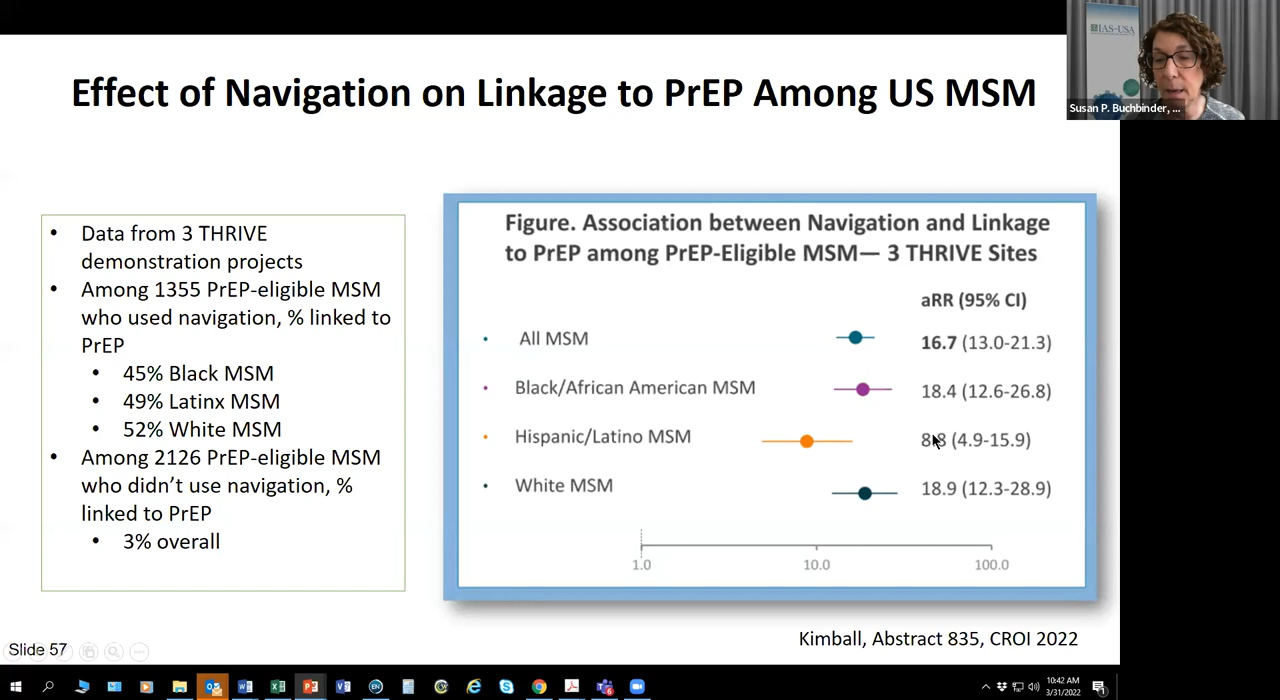 Effect of Navigation on Linkage to PrEP Among US MSM
IAS-USA
Susan P. Buchbinder, ...
• Data from 3 THRIVE
demonstration projects
• Among 1355 PrEP-eligible MSM
who used navigation, % linked to
PrEP
• 45% Black MSM
• 49% Latinx MSM
• 52% White MSM
• Among 2126 PrEP-eligible MSM
who didn't use navigation, %
linked to PrEP
• 3% overall
Figure. Association between Navigation and Linkage
to PrEP among PrEP-Eligible MSM— 3 THRIVE Sites
aRR (95% CI)
• All MSM 16.7 (13.0-21.3)
• Black/African American MSM 18.4 (12.6-26.8)
• Hispanic/Latino MSM 8.8 (4.9-15.9)
• White MSM 18.9 (12.3-28.9)
1.0 10.0 100.0
Kimball, Abstract 835, CROI 2022
Slide 57
10:42 AM
3/31/2022